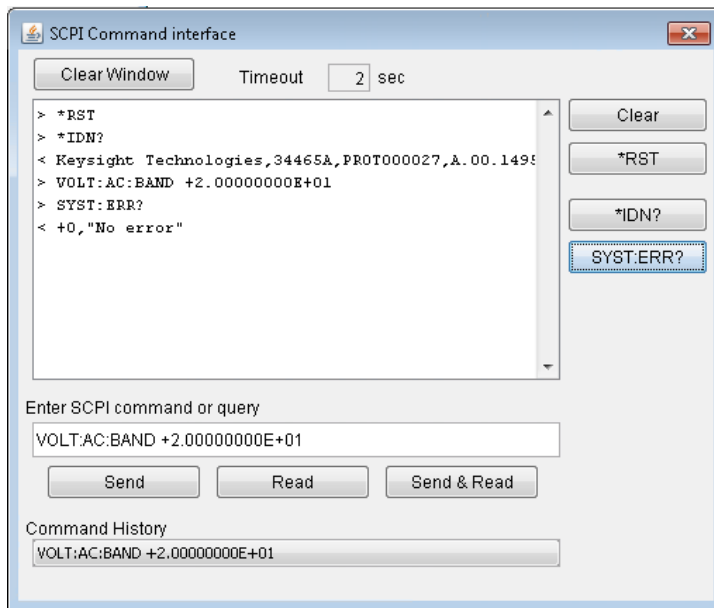 SCPI Command interface
Clear Window
Timeout 2 sec
> *RST
> *IDN?
< Keysight Technologies,34465A,PROT000027,A.00.1495
> VOLT:AC:BAND +2.00000000E+01
> SYST:ERR?
< +0,"No error"
Clear
*RST
*IDN?
SYST:ERR?
Enter SCPI command or query
VOLT:AC:BAND +2.00000000E+01
Send Read Send & Read
Command History
VOLT:AC:BAND +2.00000000E+01